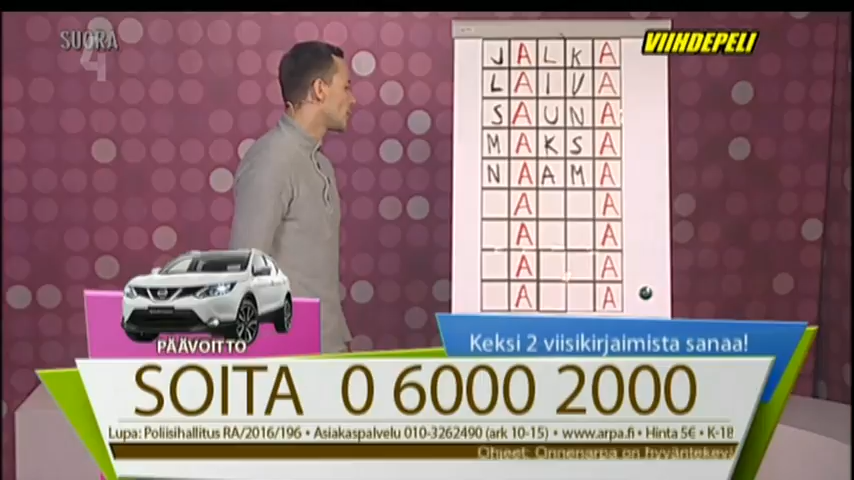 SUORA
4
VIIHDEPELI
JALKA
LAIVA
SAUNA
MAKSA
NAAMA
A A
A A
A A
A A
PÄÄVOITTO
Keksi 2 viisikirjaimista sanaa!
SOITA 0 6000 2000
Lupa: Poliisihallitus RA/2016/196 • Asiakaspalvelu 010-3262490 (ark 10-15) • www.arpa.fi • Hinta 5€ • K-18
Ohjeet: Onnenarpa on hyväntekev